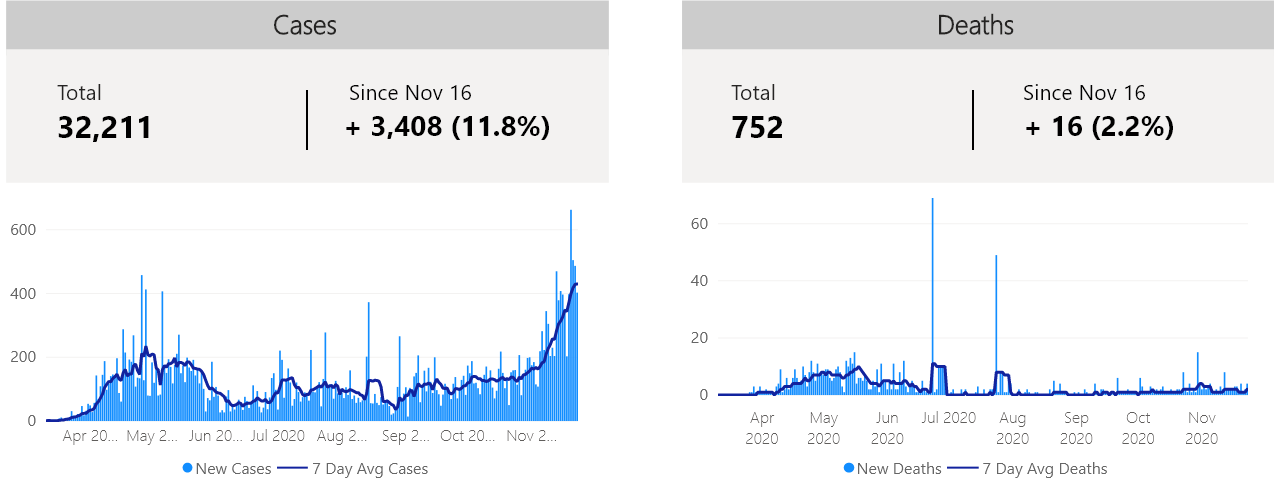 Cases
Total
32,211
Since Nov 16
+ 3,408 (11.8%)
600
400
200
0
Apr 20... May 2... Jun 20... Jul 2020 Aug 2... Sep 2... Oct 20... Nov 2...
New Cases 7 Day Avg Cases
Deaths
Total
752
Since Nov 16
+ 16 (2.2%)
60
40
20
0
Apr May Jun Jul 2020 Aug Sep Oct Nov
2020 2020 2020 2020 2020 2020 2020
New Deaths 7 Day Avg Deaths